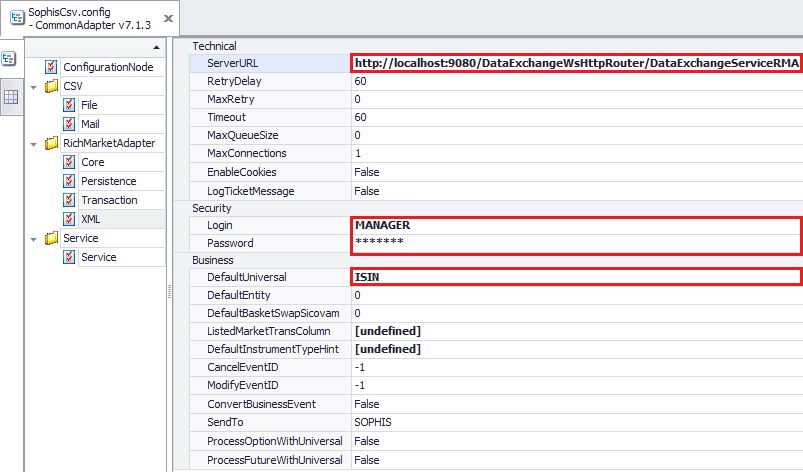 SophisCsv.config
- CommonAdapter v7.1.3
ConfigurationNode
CSV
File
Mail
RichMarketAdapter
Core
Persistence
Transaction
XML
Service
Service
Technical
ServerURL http://localhost:9080/DataExchangeWsHttpRouter/DataExchangeServiceRMA
RetryDelay 60
MaxRetry 0
Timeout 60
MaxQueueSize 0
MaxConnections 1
EnableCookies False
LogTicketMessage False
Security
Login MANAGER
Password *******
Business
DefaultUniversal ISIN
DefaultEntity 0
DefaultBasketSwapSicovam 0
ListedMarketTransColumn [undefined]
DefaultInstrumentTypeHint [undefined]
CancelEventID -1
ModifyEventID -1
ConvertBusinessEvent False
SendTo SOPHIS
ProcessOptionWithUniversal False
ProcessFutureWithUniversal False